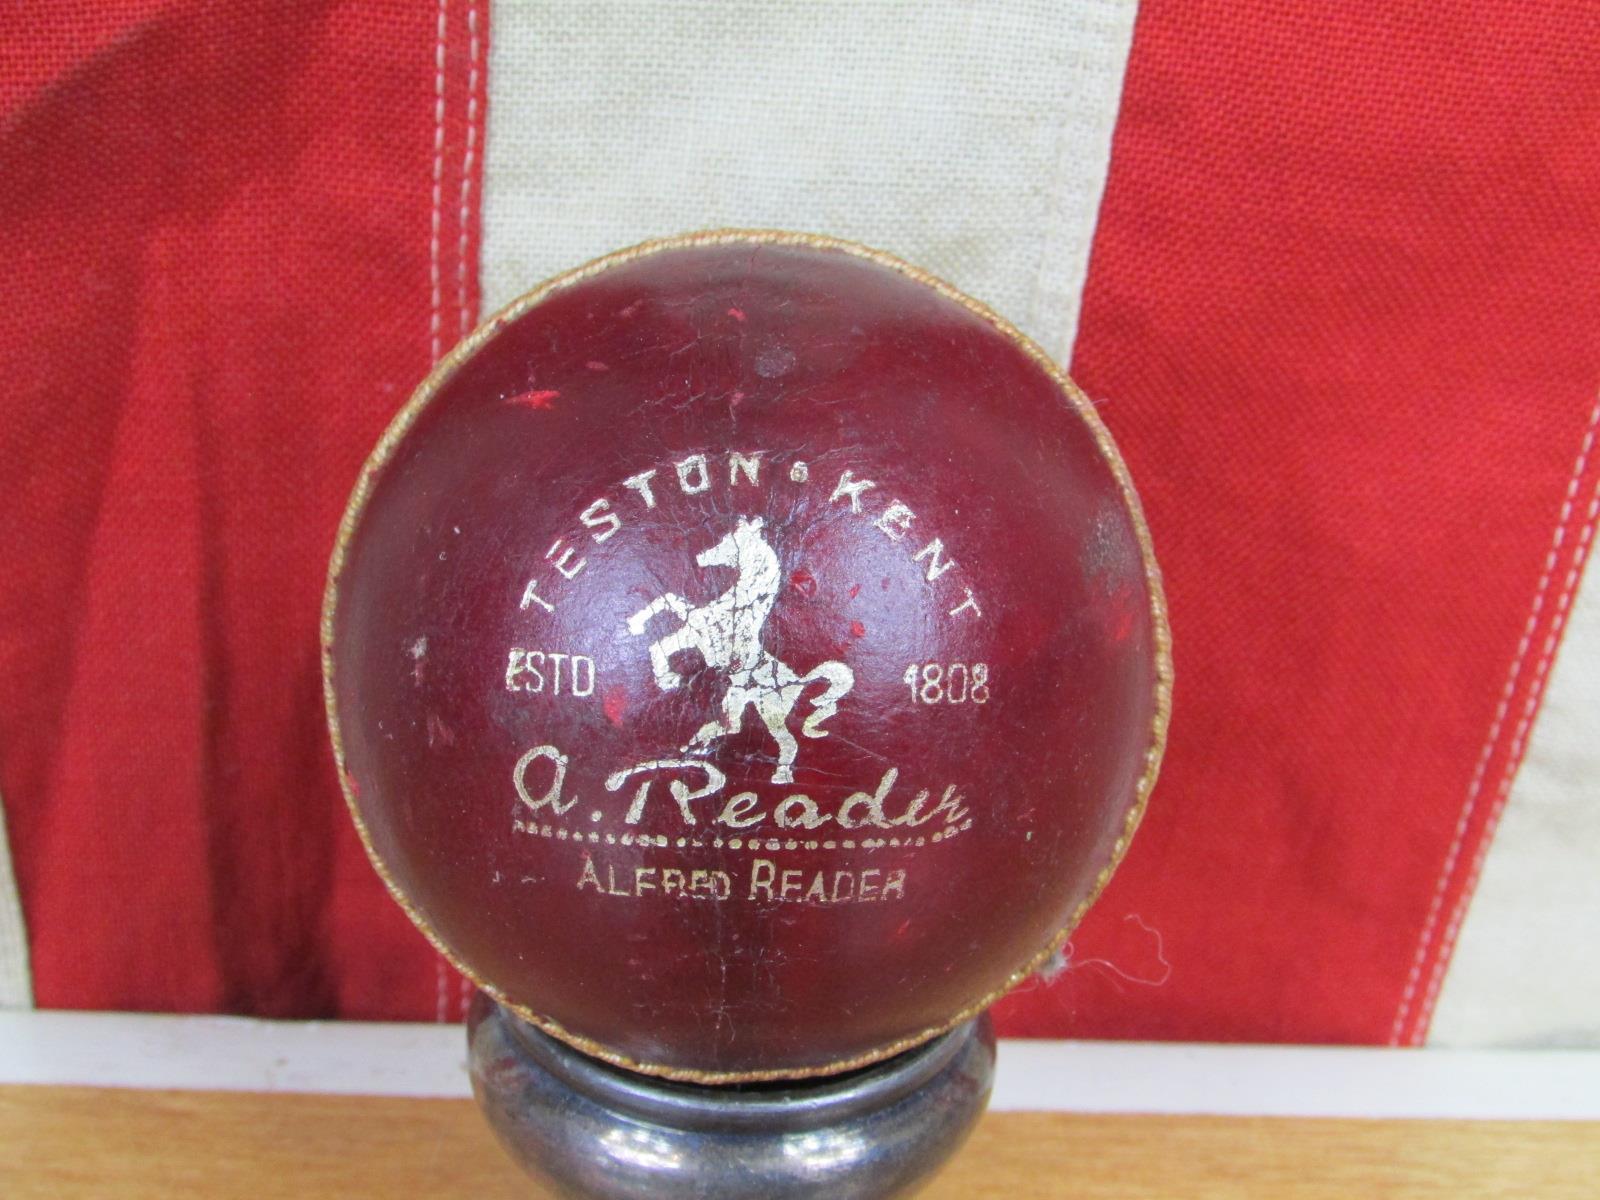 TESTON • KENT
ESTD 1808
A. Reader
ALFRED READER